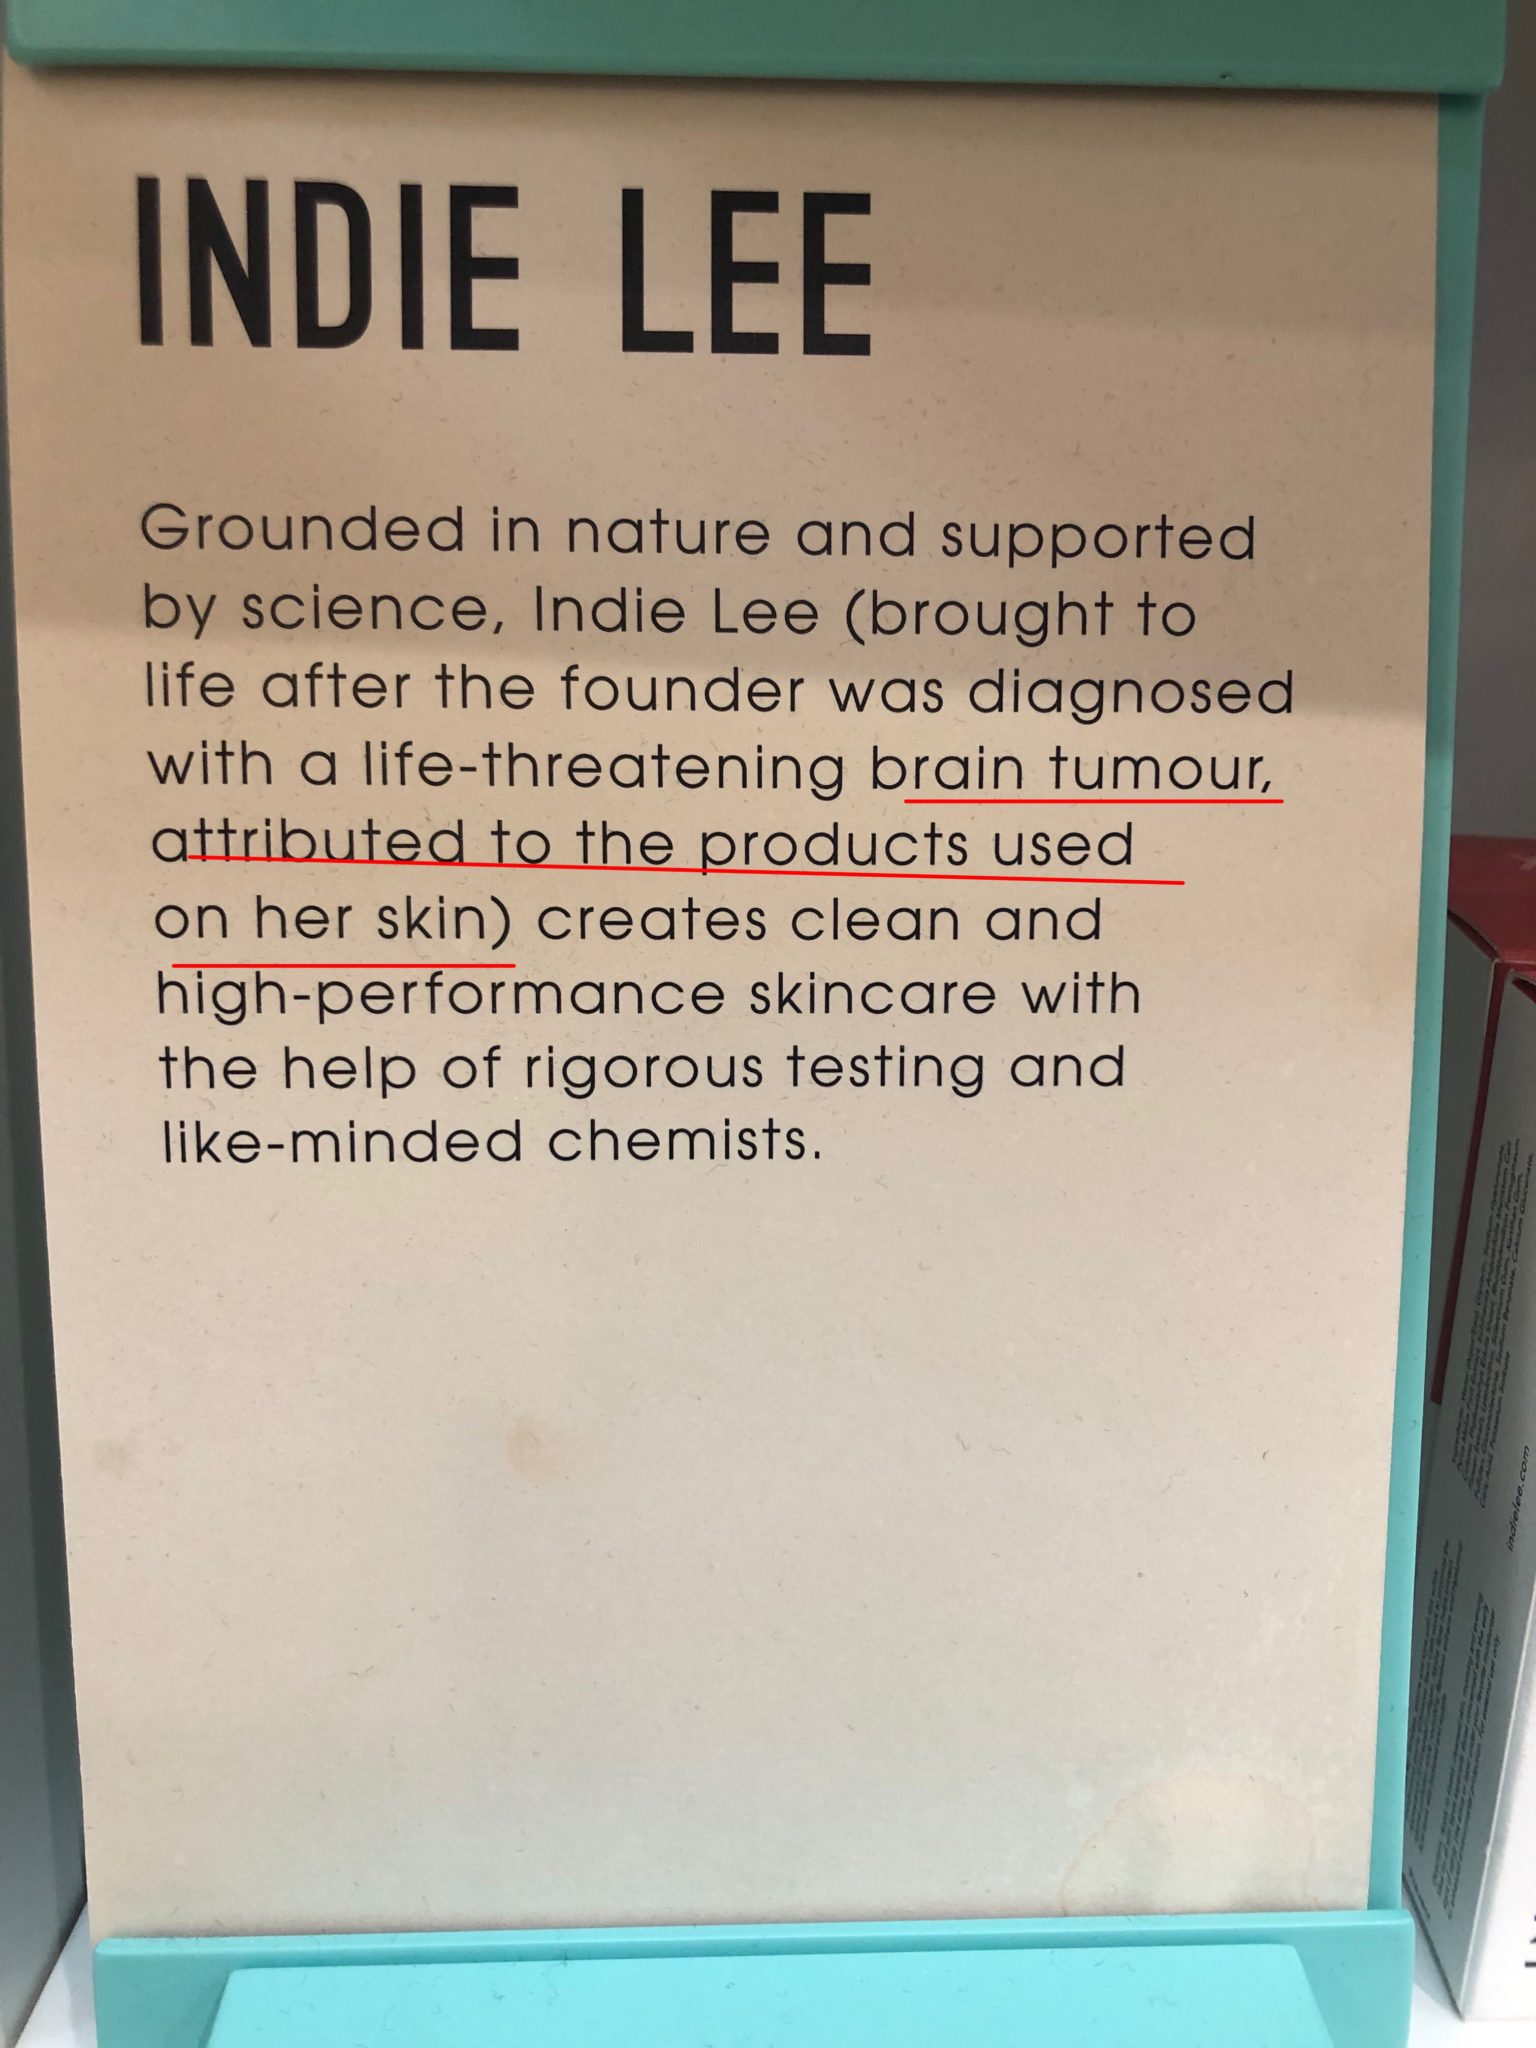 INDIE LEE
Grounded in nature and supported
by science, Indie Lee (brought to
life after the founder was diagnosed
with a life-threatening brain tumour,
attributed to the products used
on her skin) creates clean and
high-performance skincare with
the help of rigorous testing and
like-minded chemists.
indielee.com